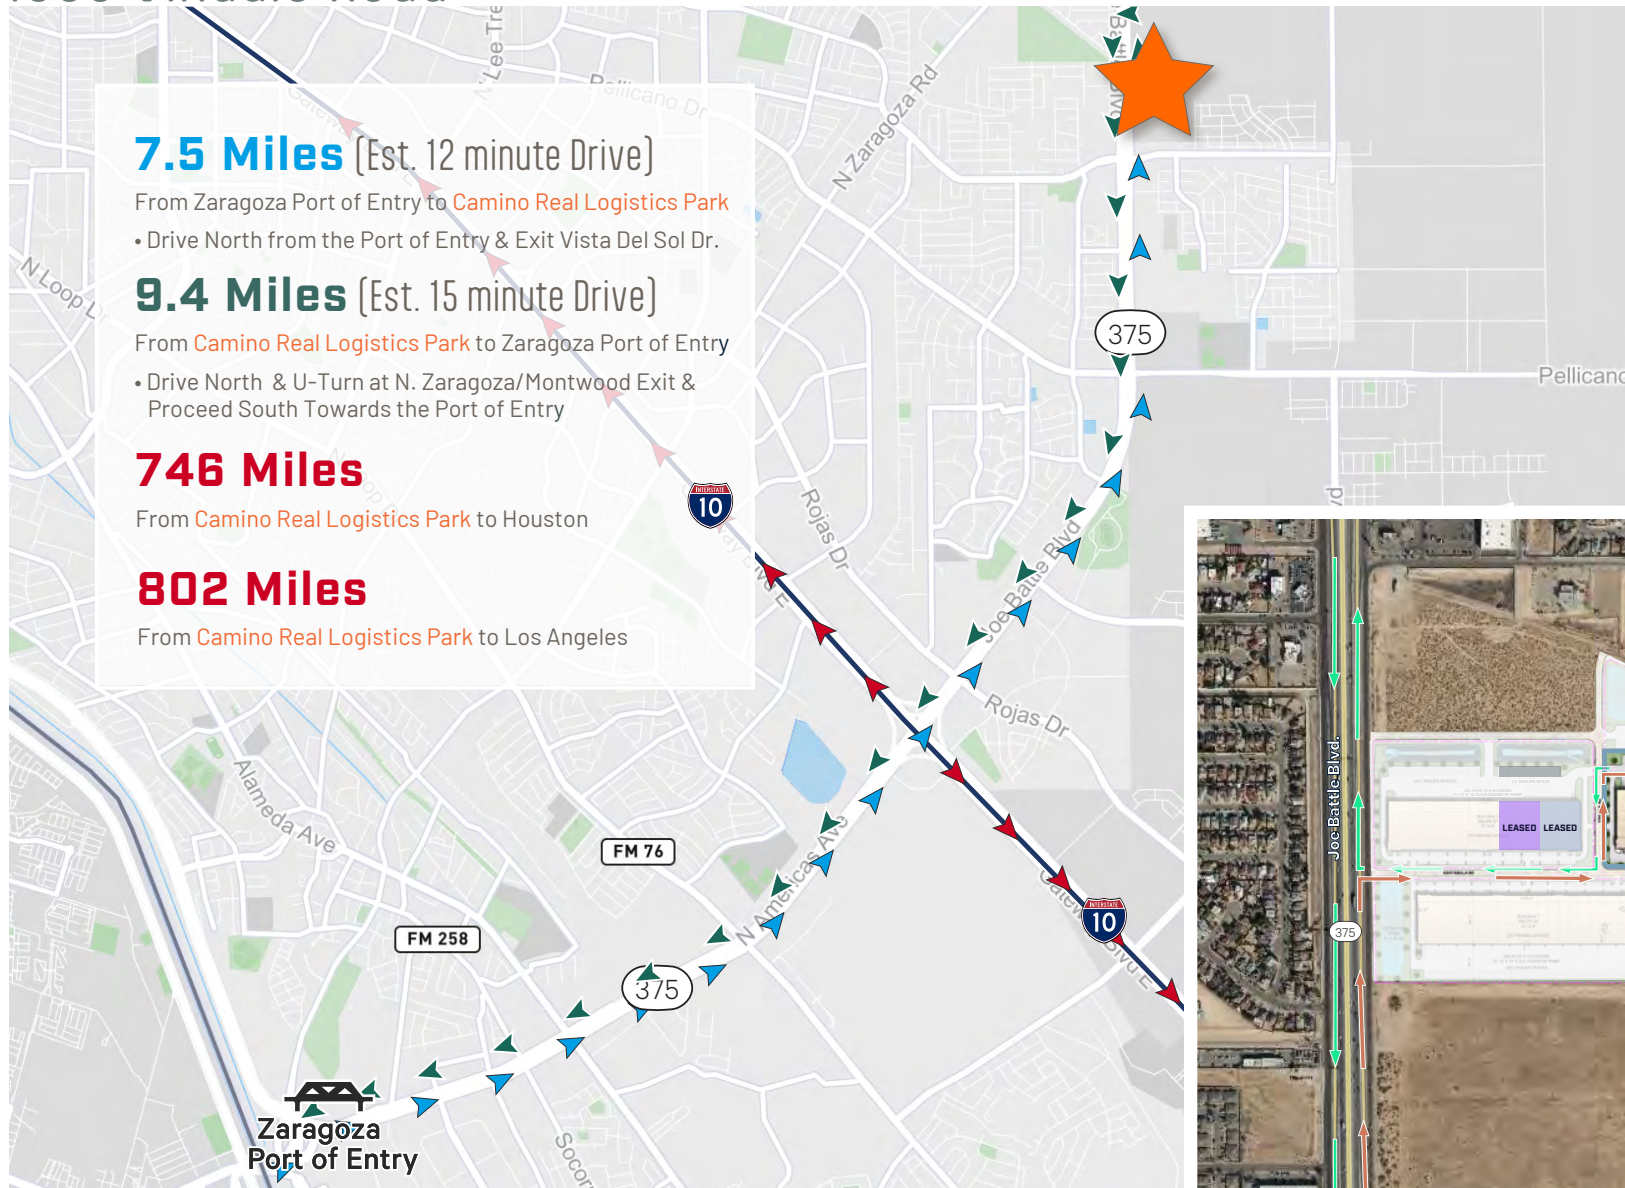 7.5 Miles (Est. 12 minute Drive)
From Zaragoza Port of Entry to Camino Real Logistics Park
• Drive North from the Port of Entry & Exit Vista Del Sol Dr.
9.4 Miles (Est. 15 minute Drive)
From Camino Real Logistics Park to Zaragoza Port of Entry
• Drive North & U-Turn at N. Zaragoza/Montwood Exit &
Proceed South Towards the Port of Entry
746 Miles
From Camino Real Logistics Park to Houston
802 Miles
From Camino Real Logistics Park to Los Angeles
N Lee Tre
Pellicano Dr
N Zaragoza Rd
N Loop Dr
375
Pellicano
INTERSTATE
10
Rojas Dr
Joe Battle Blvd
Rojas Dr
Alameda Ave
FM 76
N Americas Ave
INTERSTATE
10
Blvd E
FM 258
375
Zaragoza
Port of Entry
Socorr
Joe Battle Blvd.
LEASED
LEASED
375